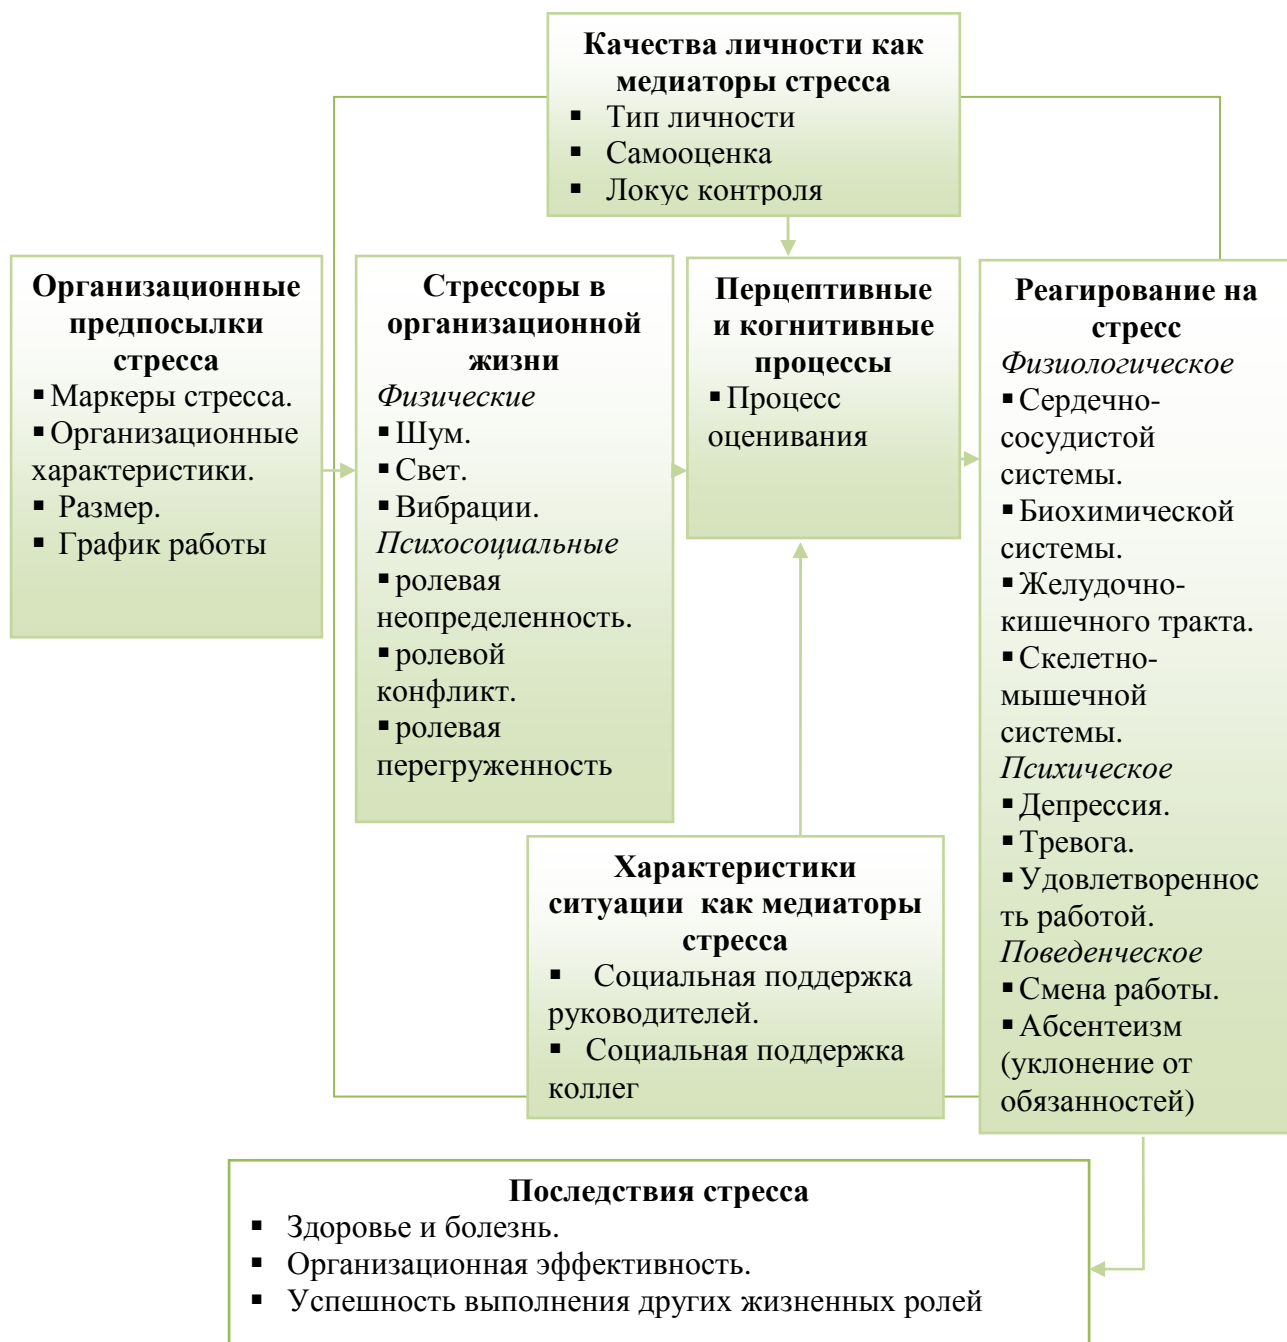 Качества личности как
медиаторы стресса
▪ Тип личности
▪ Самооценка
▪ Локус контроля
Организационные
предпосылки
стресса
▪ Маркеры стресса.
▪ Организационные
характеристики.
▪ Размер.
▪ График работы
Стрессоры в
организационной
жизни
Физические
▪ Шум.
▪ Свет.
▪ Вибрации.
Психосоциальные
▪ ролевая
неопределенность.
▪ ролевой
конфликт.
▪ ролевая
перегруженность
Перцептивные
и когнитивные
процессы
▪ Процесс
оценивания
Реагирование на
стресс
Физиологическое
▪ Сердечно-
сосудистой
системы.
▪ Биохимической
системы.
▪ Желудочно-
кишечного тракта.
▪ Скелетно-
мышечной
системы.
Психическое
▪ Депрессия.
▪ Тревога.
▪ Удовлетвореннос
ть работой.
Поведенческое
▪ Смена работы.
▪ Абсентеизм
(уклонение от
обязанностей)
Характеристики
ситуации как медиаторы
стресса
▪ Социальная поддержка
руководителей.
▪ Социальная поддержка
коллег
Последствия стресса
▪ Здоровье и болезнь.
▪ Организационная эффективность.
▪ Успешность выполнения других жизненных ролей